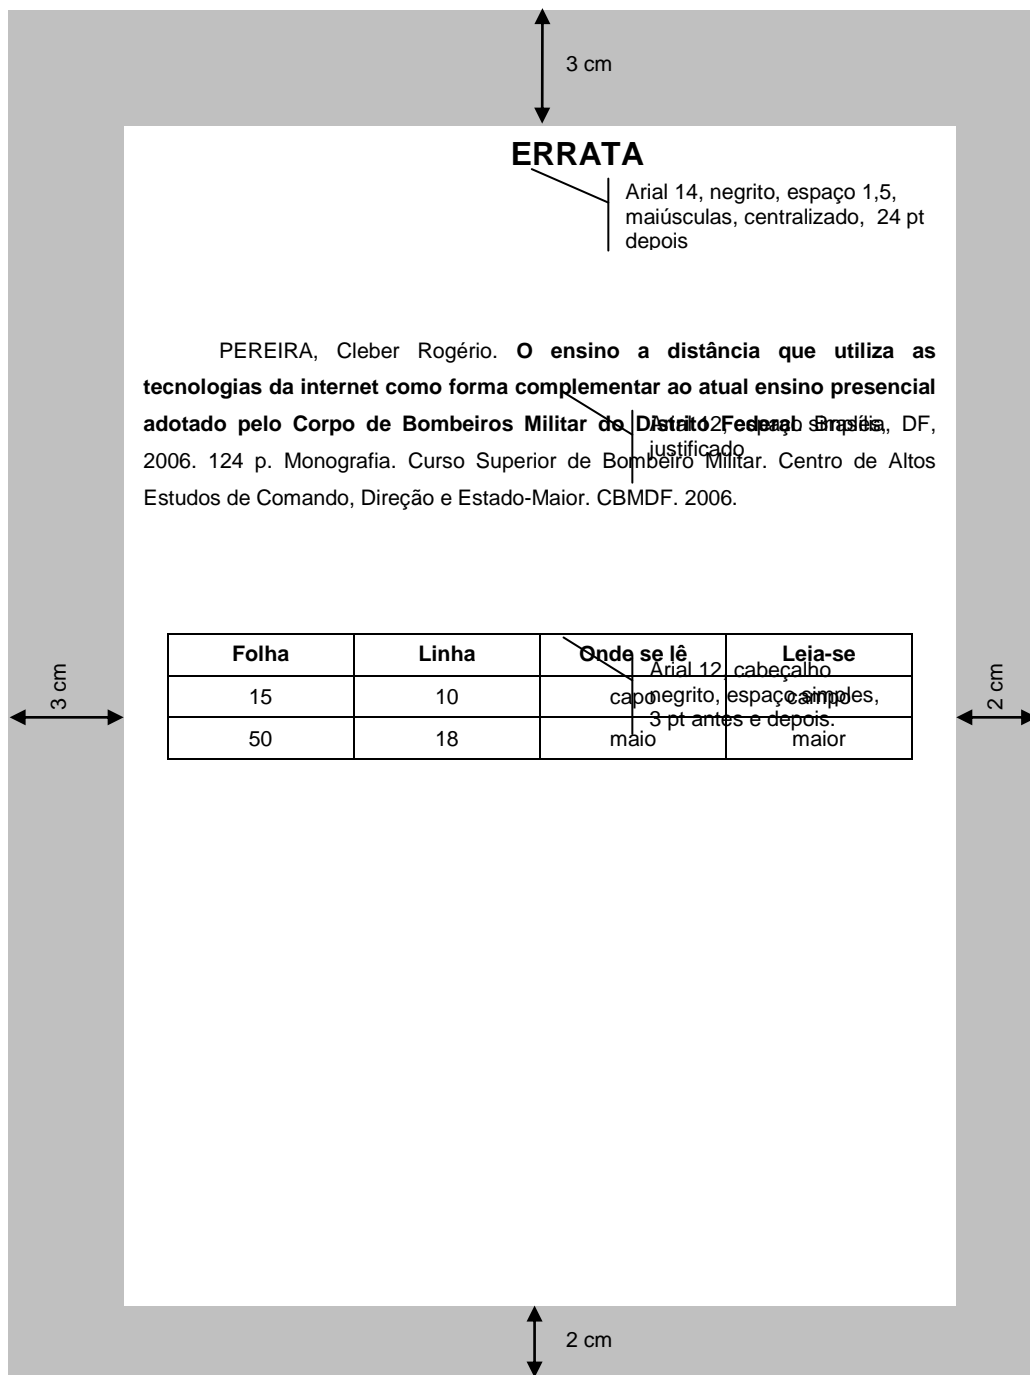 3 cm
ERRATA
Arial 14, negrito, espaço 1,5,
maiúsculas, centralizado, 24 pt
depois
PEREIRA, Cleber Rogério. O ensino a distância que utiliza as
tecnologias da internet como forma complementar ao atual ensino presencial
adotado pelo Corpo de Bombeiros Militar do Distrito Federal. Brasília, DF,
2006. 124 p. Monografia. Curso Superior de Bombeiro Militar. Centro de Altos
Estudos de Comando, Direção e Estado-Maior. CBMDF. 2006.
Arial 12, espaço simples,
justificado
Folha Linha Onde se lê Leia-se
15 10 capo campo
50 18 maio maior
Arial 12, cabeçalho
negrito, espaço simples,
3 pt antes e depois.
3 cm
2 cm
2 cm